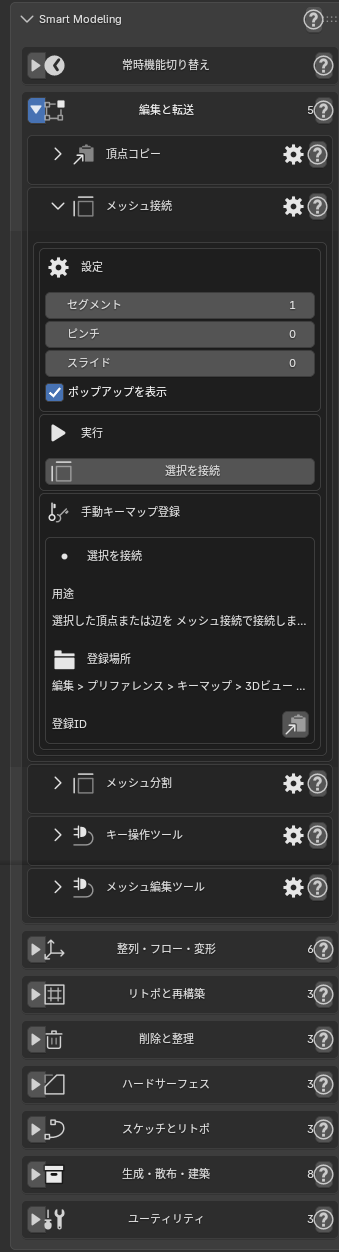 Smart Modeling
常時機能切り替え
編集と転送 5
頂点コピー
メッシュ接続
設定
セグメント 1
ピンチ 0
スライド 0
ポップアップを表示
実行
選択を接続
手動キーマップ登録
選択を接続
用途
選択した頂点または辺を メッシュ接続で接続しま...
登録場所
編集 > プリファレンス > キーマップ > 3Dビュー ...
登録ID
メッシュ分割
キー操作ツール
メッシュ編集ツール
整列・フロー・変形 6
リトポと再構築 3
削除と整理 3
ハードサーフェス 3
スケッチとリトポ 3
生成・散布・建築 8
ユーティリティ 3